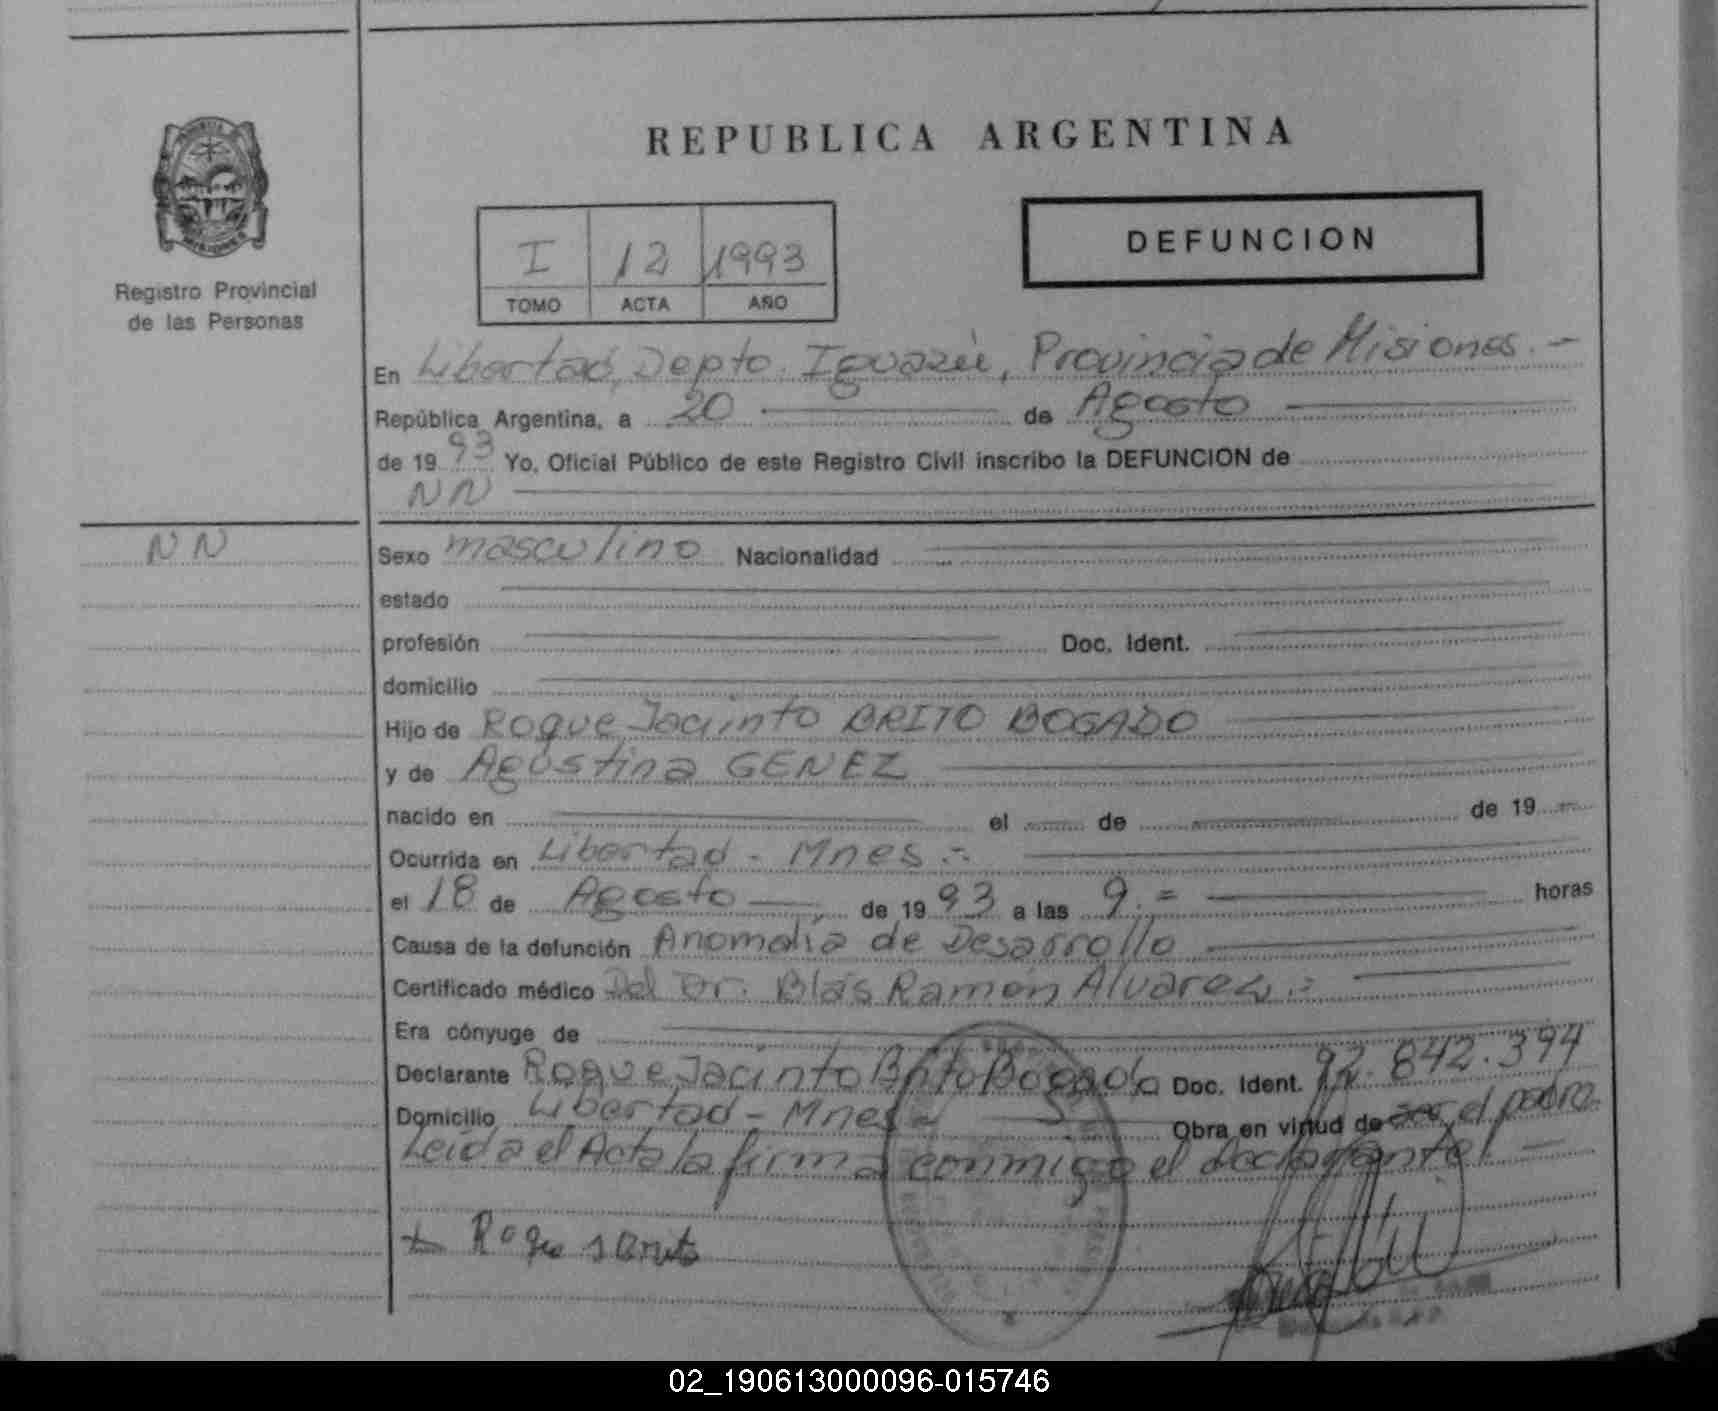 REPUBLICA ARGENTINA
MISIONES
Registro Provincial
de las Personas
I 12 1993
TOMO ACTA AÑO
DEFUNCION
En Libertad, Depto. Iguazú, Provincia de Misiones.-
República Argentina, a 20 de Agosto
de 1993 Yo, Oficial Público de este Registro Civil inscribo la DEFUNCION de
NN
NN
Sexo masculino Nacionalidad
estado
profesión Doc. Ident.
domicilio
Hijo de Roque Jacinto BRITO BOGADO
y de Agustina GENEZ
nacido en el de de 19
Ocurrida en Libertad - Mnes.-
el 18 de Agosto de 1993 a las 9.= horas
Causa de la defunción Anomalía de Desarrollo
Certificado médico Del Dr. Blás Ramón Alvarez.=
Era cónyuge de
Declarante Roque Jacinto Brito Bogado Doc. Ident. 92.842.394
Domicilio Libertad - Mnes Obra en virtud de ser el padre.
Leída el Acta la firma conmigo el declarante!
Roque J Brito
02_190613000096-015746